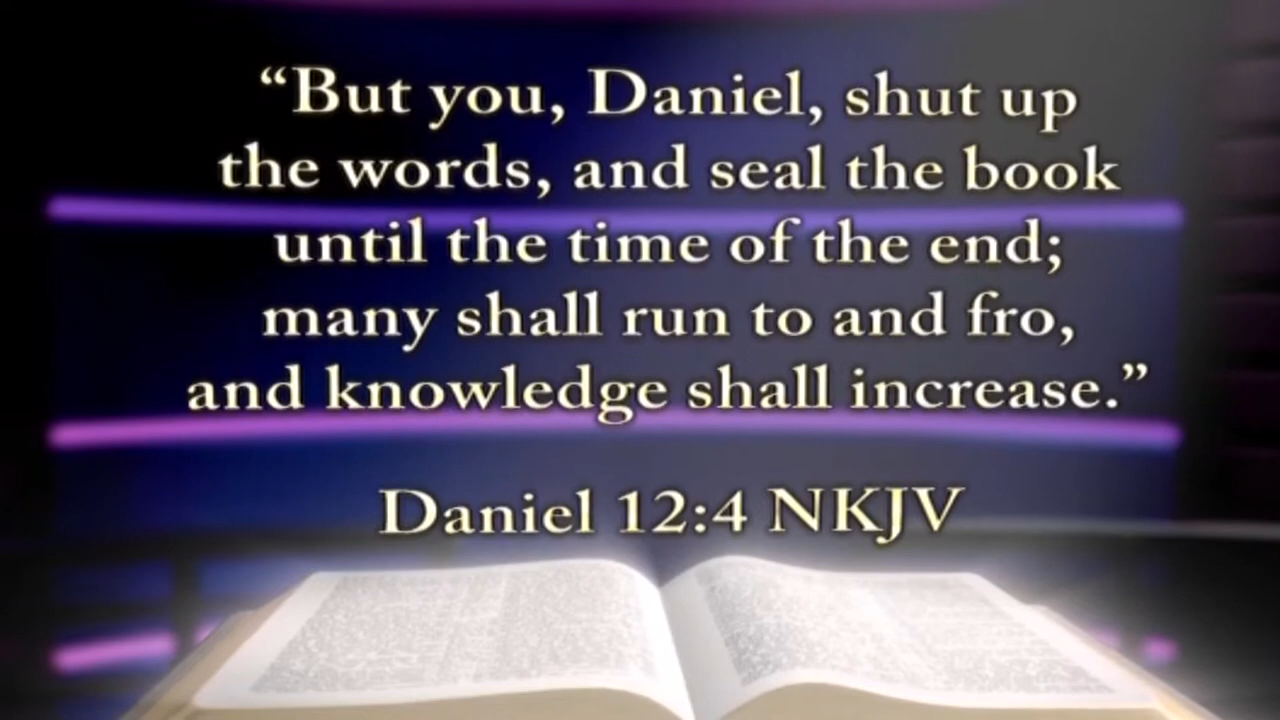 “But you, Daniel, shut up
the words, and seal the book
until the time of the end;
many shall run to and fro,
and knowledge shall increase.”
Daniel 12:4 NKJV